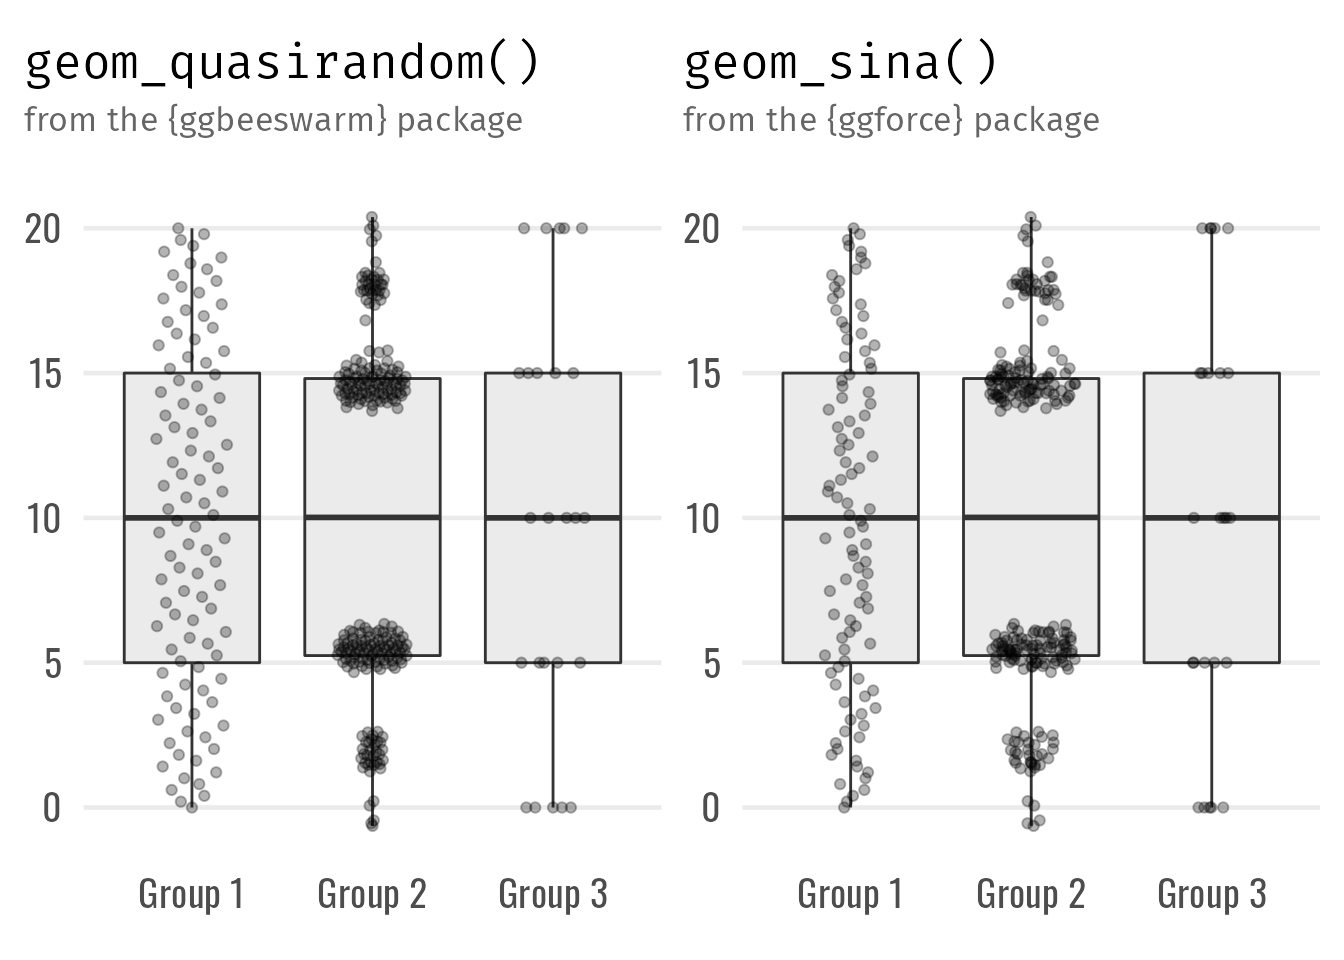 geom_quasirandom()
from the {ggbeeswarm} package
20
15
10
5
0
Group 1 Group 2 Group 3
geom_sina()
from the {ggforce} package
20
15
10
5
0
Group 1 Group 2 Group 3